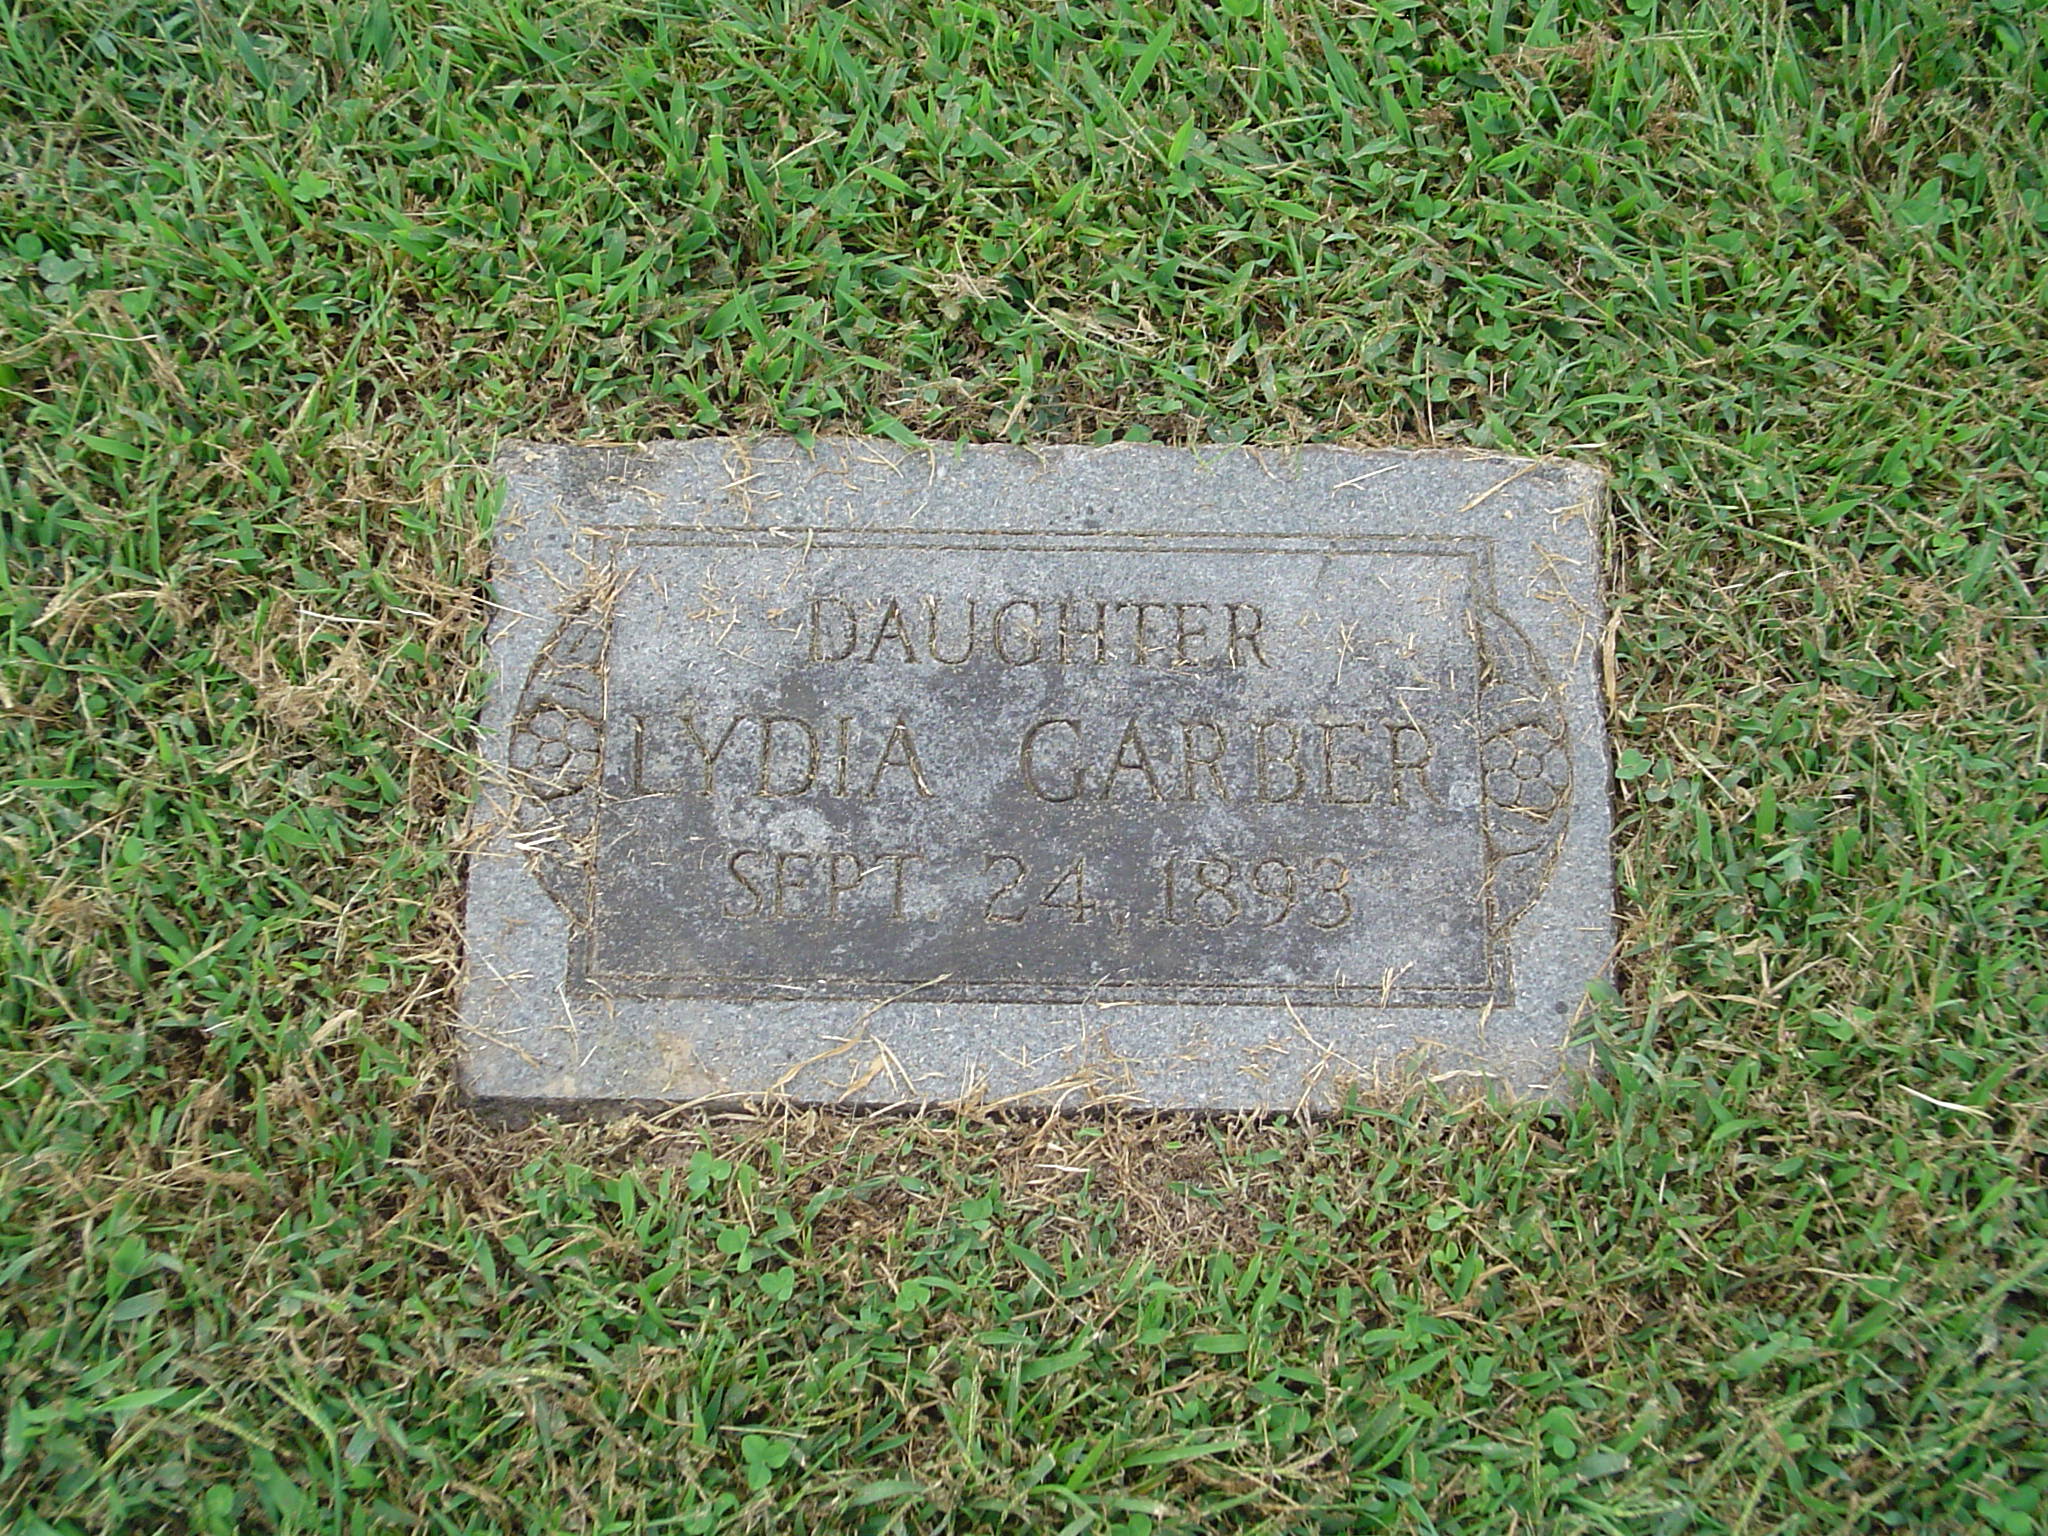 DAUGHTER
LYDIA GARBER
SEPT. 24, 1893